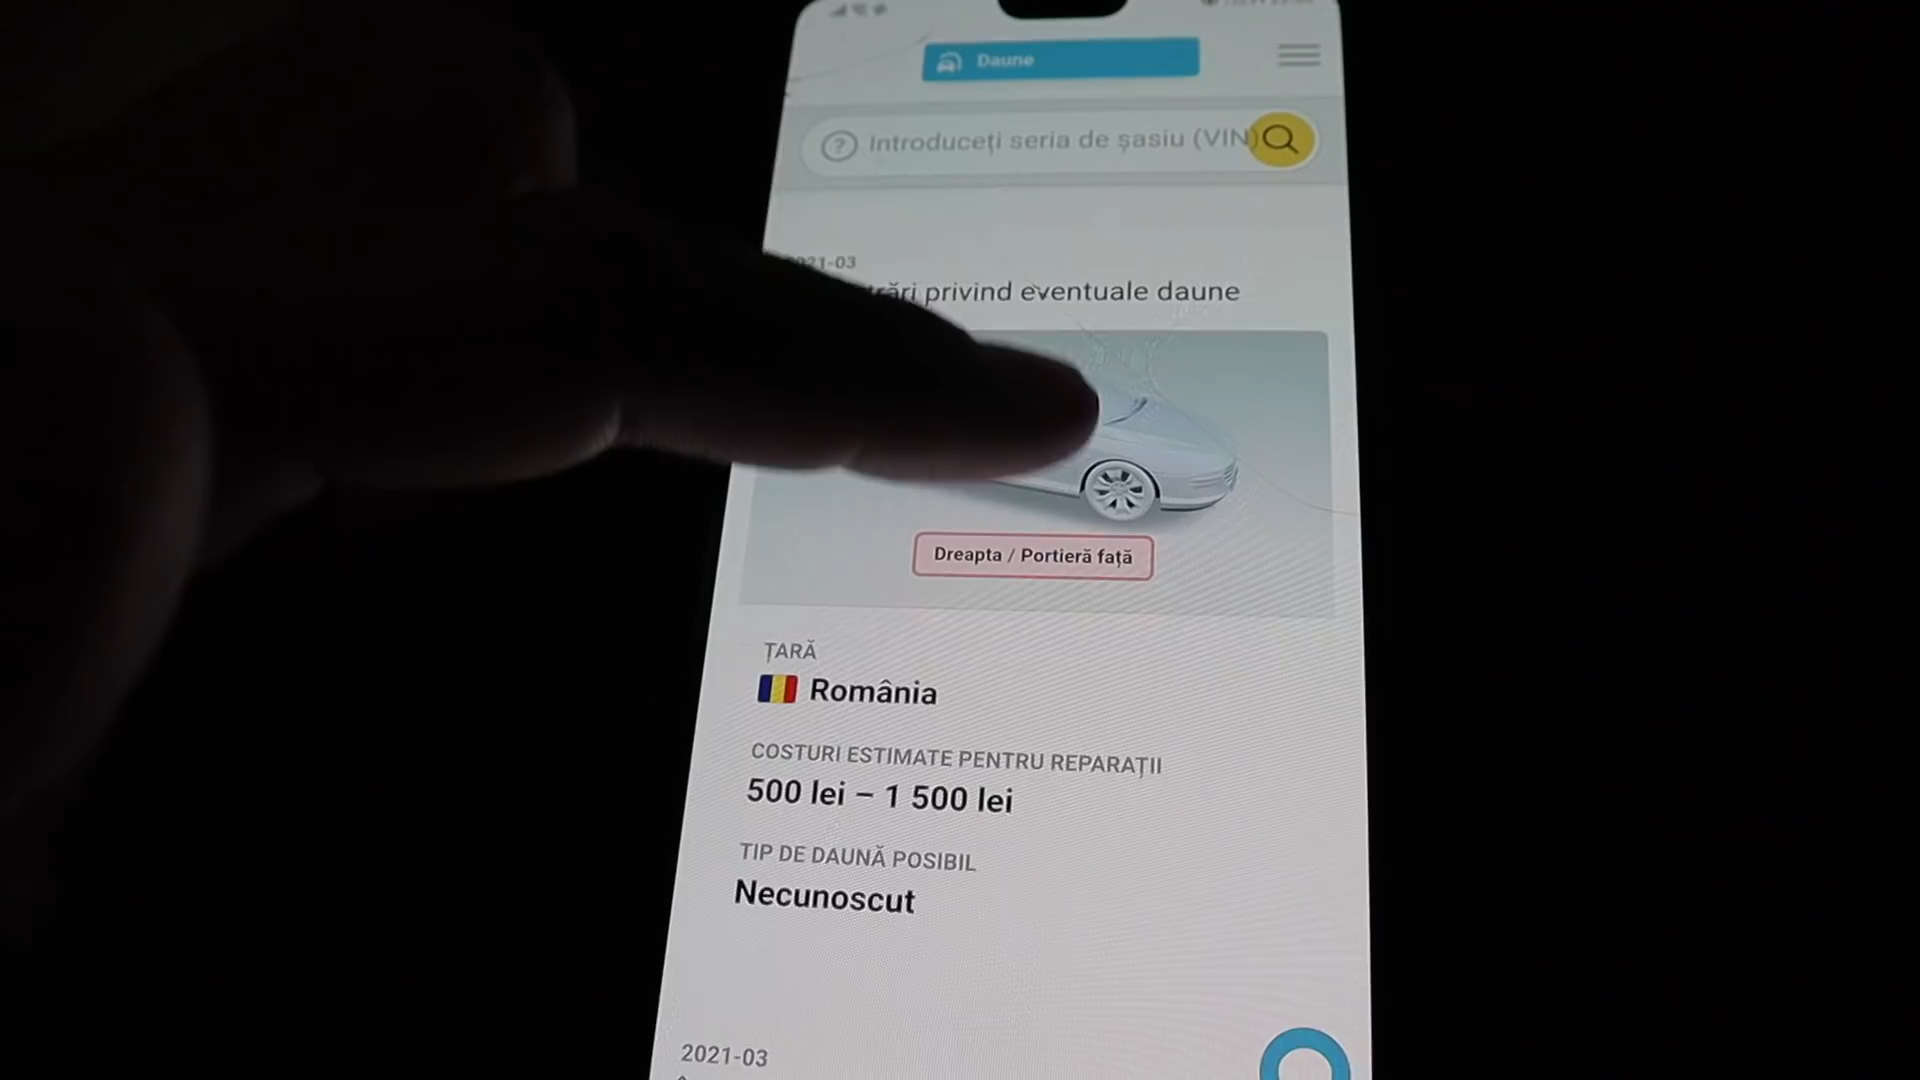 Daune
Introduceți seria de șasiu (VIN)
21-03
privind eventuale daune
Dreapta / Portieră față
ȚARĂ
România
COSTURI ESTIMATE PENTRU REPARAȚII
500 lei – 1 500 lei
TIP DE DAUNĂ POSIBIL
Necunoscut
2021-03